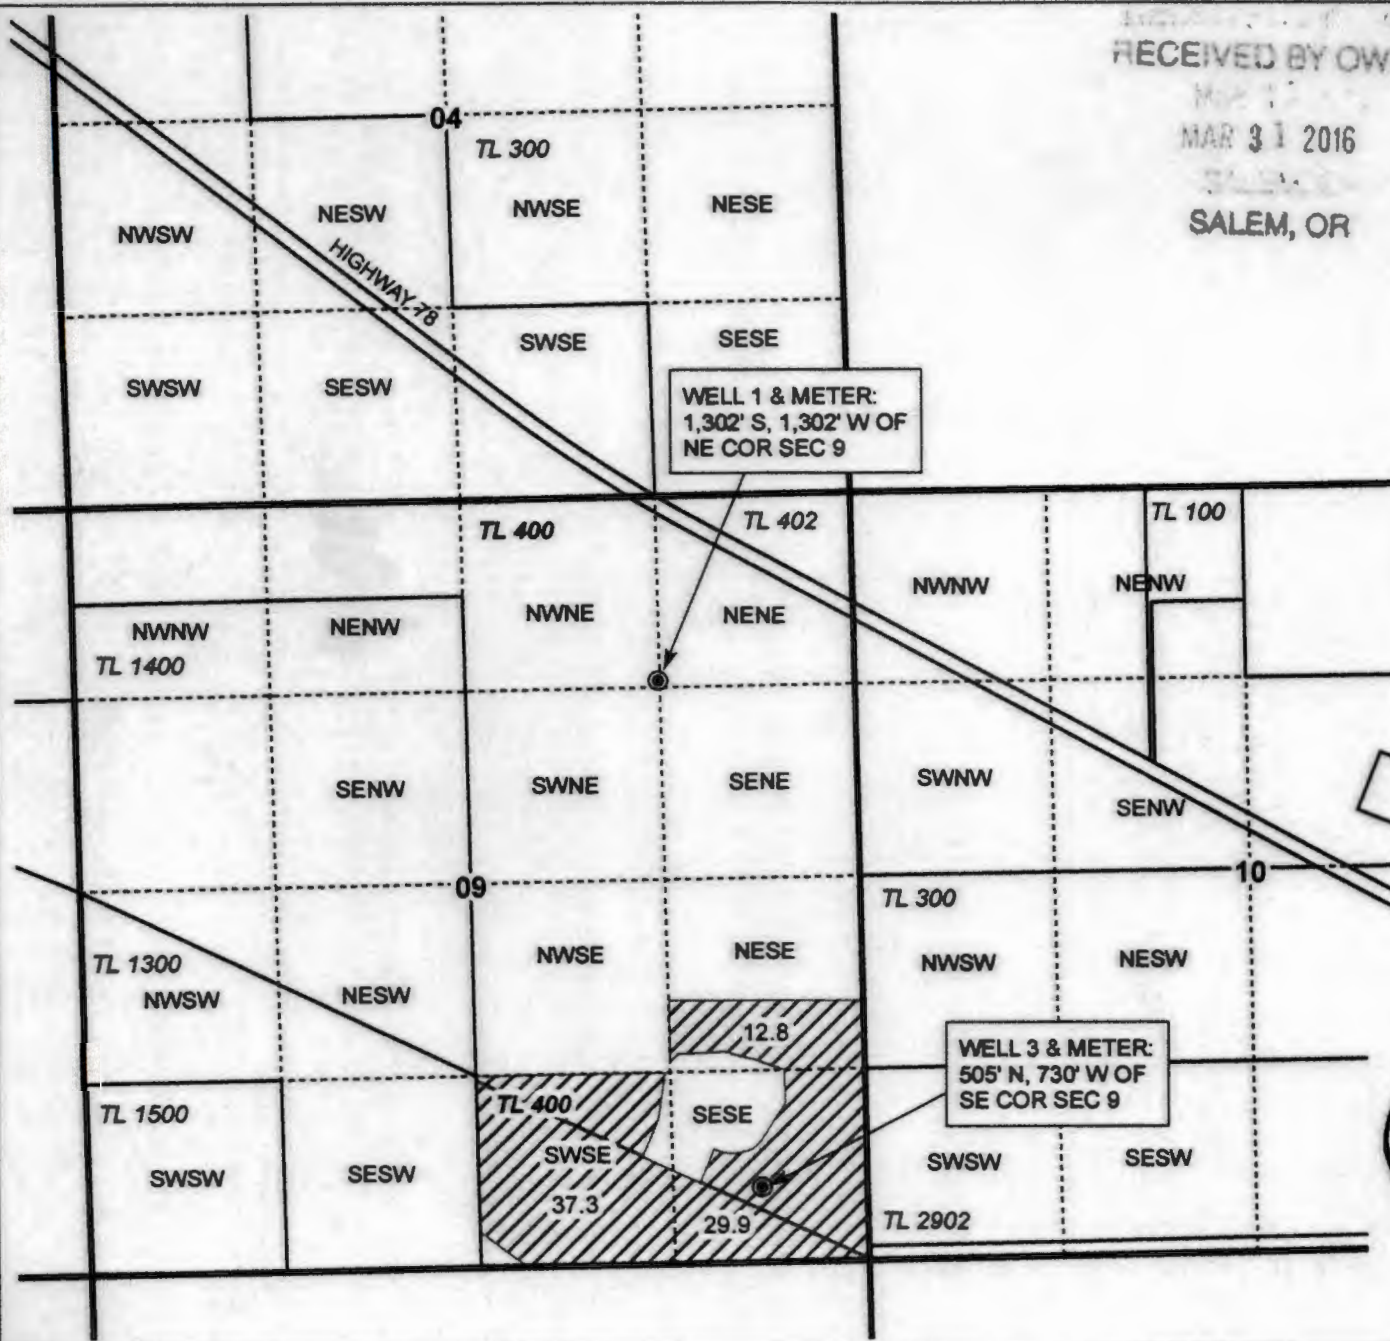 RECEIVED BY OW
MAR 3 1 2016
SALEM, OR
04
TL 300
NWSW
NESW
NWSE
NESE
HIGHWAY 78
SWSW
SESW
SWSE
SESE
WELL 1 & METER:
1,302' S, 1,302' W OF
NE COR SEC 9
TL 400
TL 402
TL 100
NWNW
NENW
NWNE
NENE
NWNW
NENW
TL 1400
SENW
SWNE
SENE
SWNW
SENW
09
10
TL 300
TL 1300
NWSW
NESW
NWSE
NESE
NWSW
NESW
12.8
WELL 3 & METER:
505' N, 730' W OF
SE COR SEC 9
TL 1500
TL 400
SESE
SWSW
SESW
SWSE
SWSW
SESW
37.3
29.9
TL 2902